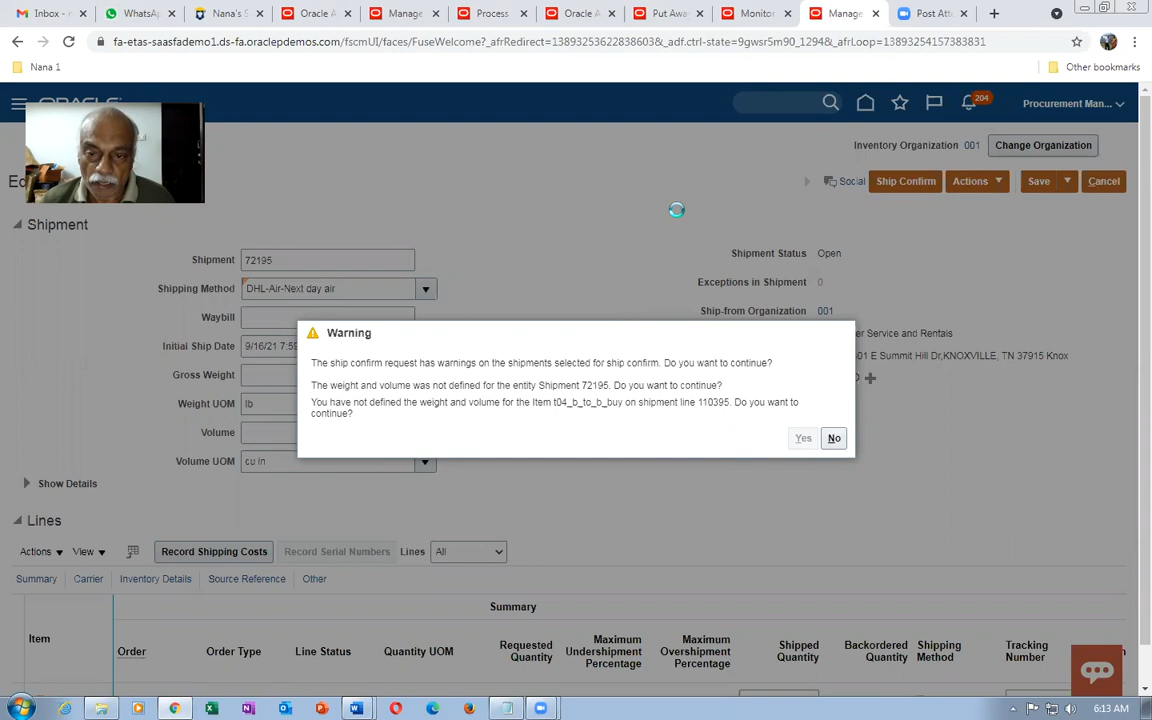 Inbox - n
WhatsApp
Nana's S
Oracle A
Manage
Process
Oracle A
Put Away
Monitor
Manage
Post Atte
fa-etas-saasfademo1.ds-fa.oraclepdemos.com/fscmUI/faces/FuseWelcome?_afrRedirect=13893253622838603&_adf.ctrl-state=9gwsr5m90_1294&_afrLoop=13893254157383831
Nana 1
Other bookmarks
ORACLE
204
Procurement Man...
Inventory Organization 001 Change Organization
Social Ship Confirm Actions Save Cancel
Shipment
Shipment 72195
Shipping Method DHL-Air-Next day air
Waybill
Initial Ship Date 9/16/21 7:59
Gross Weight
Weight UOM lb
Volume
Volume UOM cu in
Show Details
Shipment Status Open
Exceptions in Shipment 0
Ship-from Organization 001
er Service and Rentals
01 E Summit Hill Dr,KNOXVILLE, TN 37915 Knox
Warning
The ship confirm request has warnings on the shipments selected for ship confirm. Do you want to continue?
The weight and volume was not defined for the entity Shipment 72195. Do you want to continue?
You have not defined the weight and volume for the Item t04_b_to_b_buy on shipment line 110395. Do you want to
continue?
Yes No
Lines
Actions View Record Shipping Costs Record Serial Numbers Lines All
Summary Carrier Inventory Details Source Reference Other
Summary
Item
Order
Order Type
Line Status
Quantity UOM
Requested
Quantity
Maximum
Undershipment
Percentage
Maximum
Overshipment
Percentage
Shipped
Quantity
Backordered
Quantity
Shipping
Method
Tracking
Number
6:13 AM